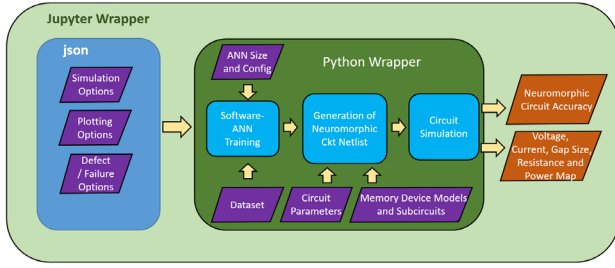 Jupyter Wrapper
json
Simulation
Options
Plotting
Options
Defect
/ Failure
Options
Python Wrapper
ANN Size
and Config
Software-
ANN
Training
Generation of
Neuromorphic
Ckt Netlist
Circuit
Simulation
Dataset
Circuit
Parameters
Memory Device Models
and Subcircuits
Neuromorphic
Circuit Accuracy
Voltage,
Current, Gap Size,
Resistance and
Power Map